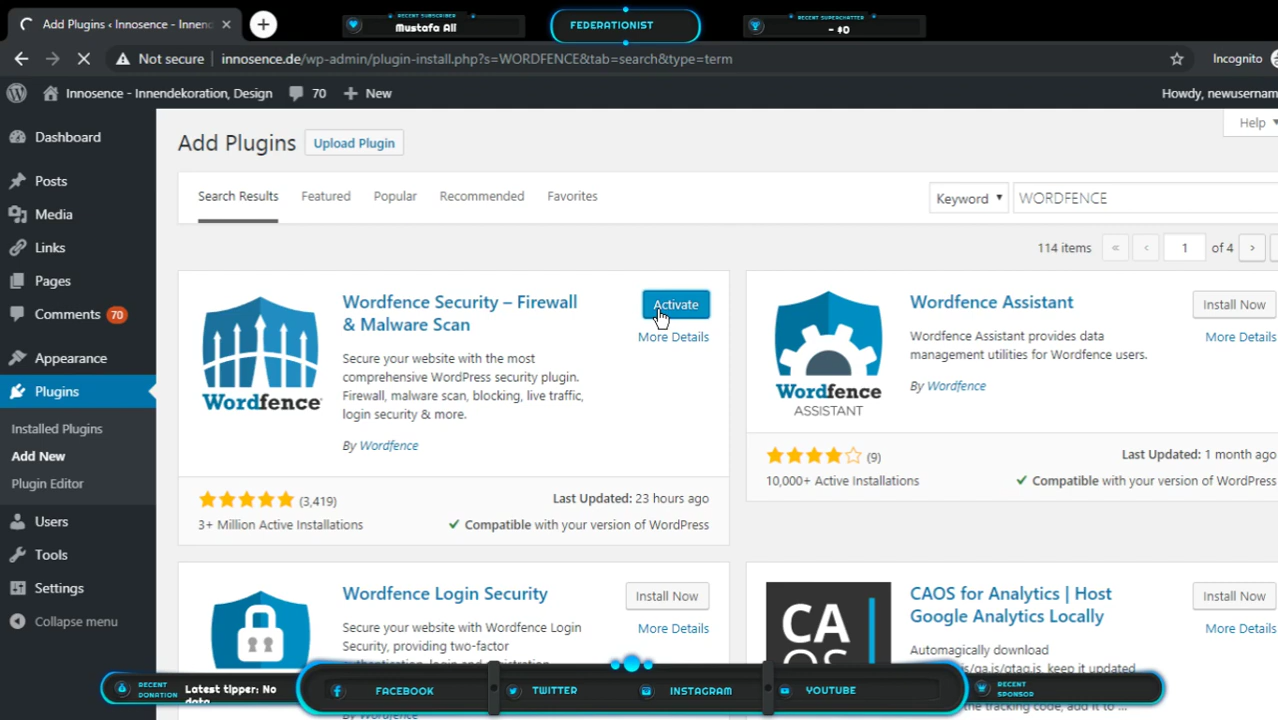 Add Plugins ‹ Innosence - Innenc
RECENT SUBSCRIBER
Mustafa Ali
FEDERATIONIST
RECENT SUPERCHATTER
- $0
Not secure innosence.de/wp-admin/plugin-install.php?s=WORDFENCE&tab=search&type=term
Incognito
Innosence - Innendekoration, Design 70 New
Howdy, newusernam
Dashboard
Posts
Media
Links
Pages
Comments 70
Appearance
Plugins
Installed Plugins
Add New
Plugin Editor
Users
Tools
Settings
Collapse menu
Help
Add Plugins Upload Plugin
Search Results Featured Popular Recommended Favorites
Keyword WORDFENCE
114 items « ‹ 1 of 4 ›
Wordfence Security – Firewall
& Malware Scan
Activate
More Details
Secure your website with the most
comprehensive WordPress security plugin.
Firewall, malware scan, blocking, live traffic,
login security & more.
By Wordfence
Wordfence
(3,419)
3+ Million Active Installations
Last Updated: 23 hours ago
Compatible with your version of WordPress
Wordfence Assistant
Install Now
More Details
Wordfence Assistant provides data
management utilities for Wordfence users.
By Wordfence
Wordfence
ASSISTANT
(9)
10,000+ Active Installations
Last Updated: 1 month ago
Compatible with your version of WordPress
Wordfence Login Security
Install Now
More Details
Secure your website with Wordfence Login
Security, providing two-factor
CAOS for Analytics | Host
Google Analytics Locally
Install Now
More Details
CA
OS
Automagically download
keep it updated
RECENT
DONATION
Latest tipper: No
data
FACEBOOK
TWITTER
INSTAGRAM
YOUTUBE
RECENT
SPONSOR